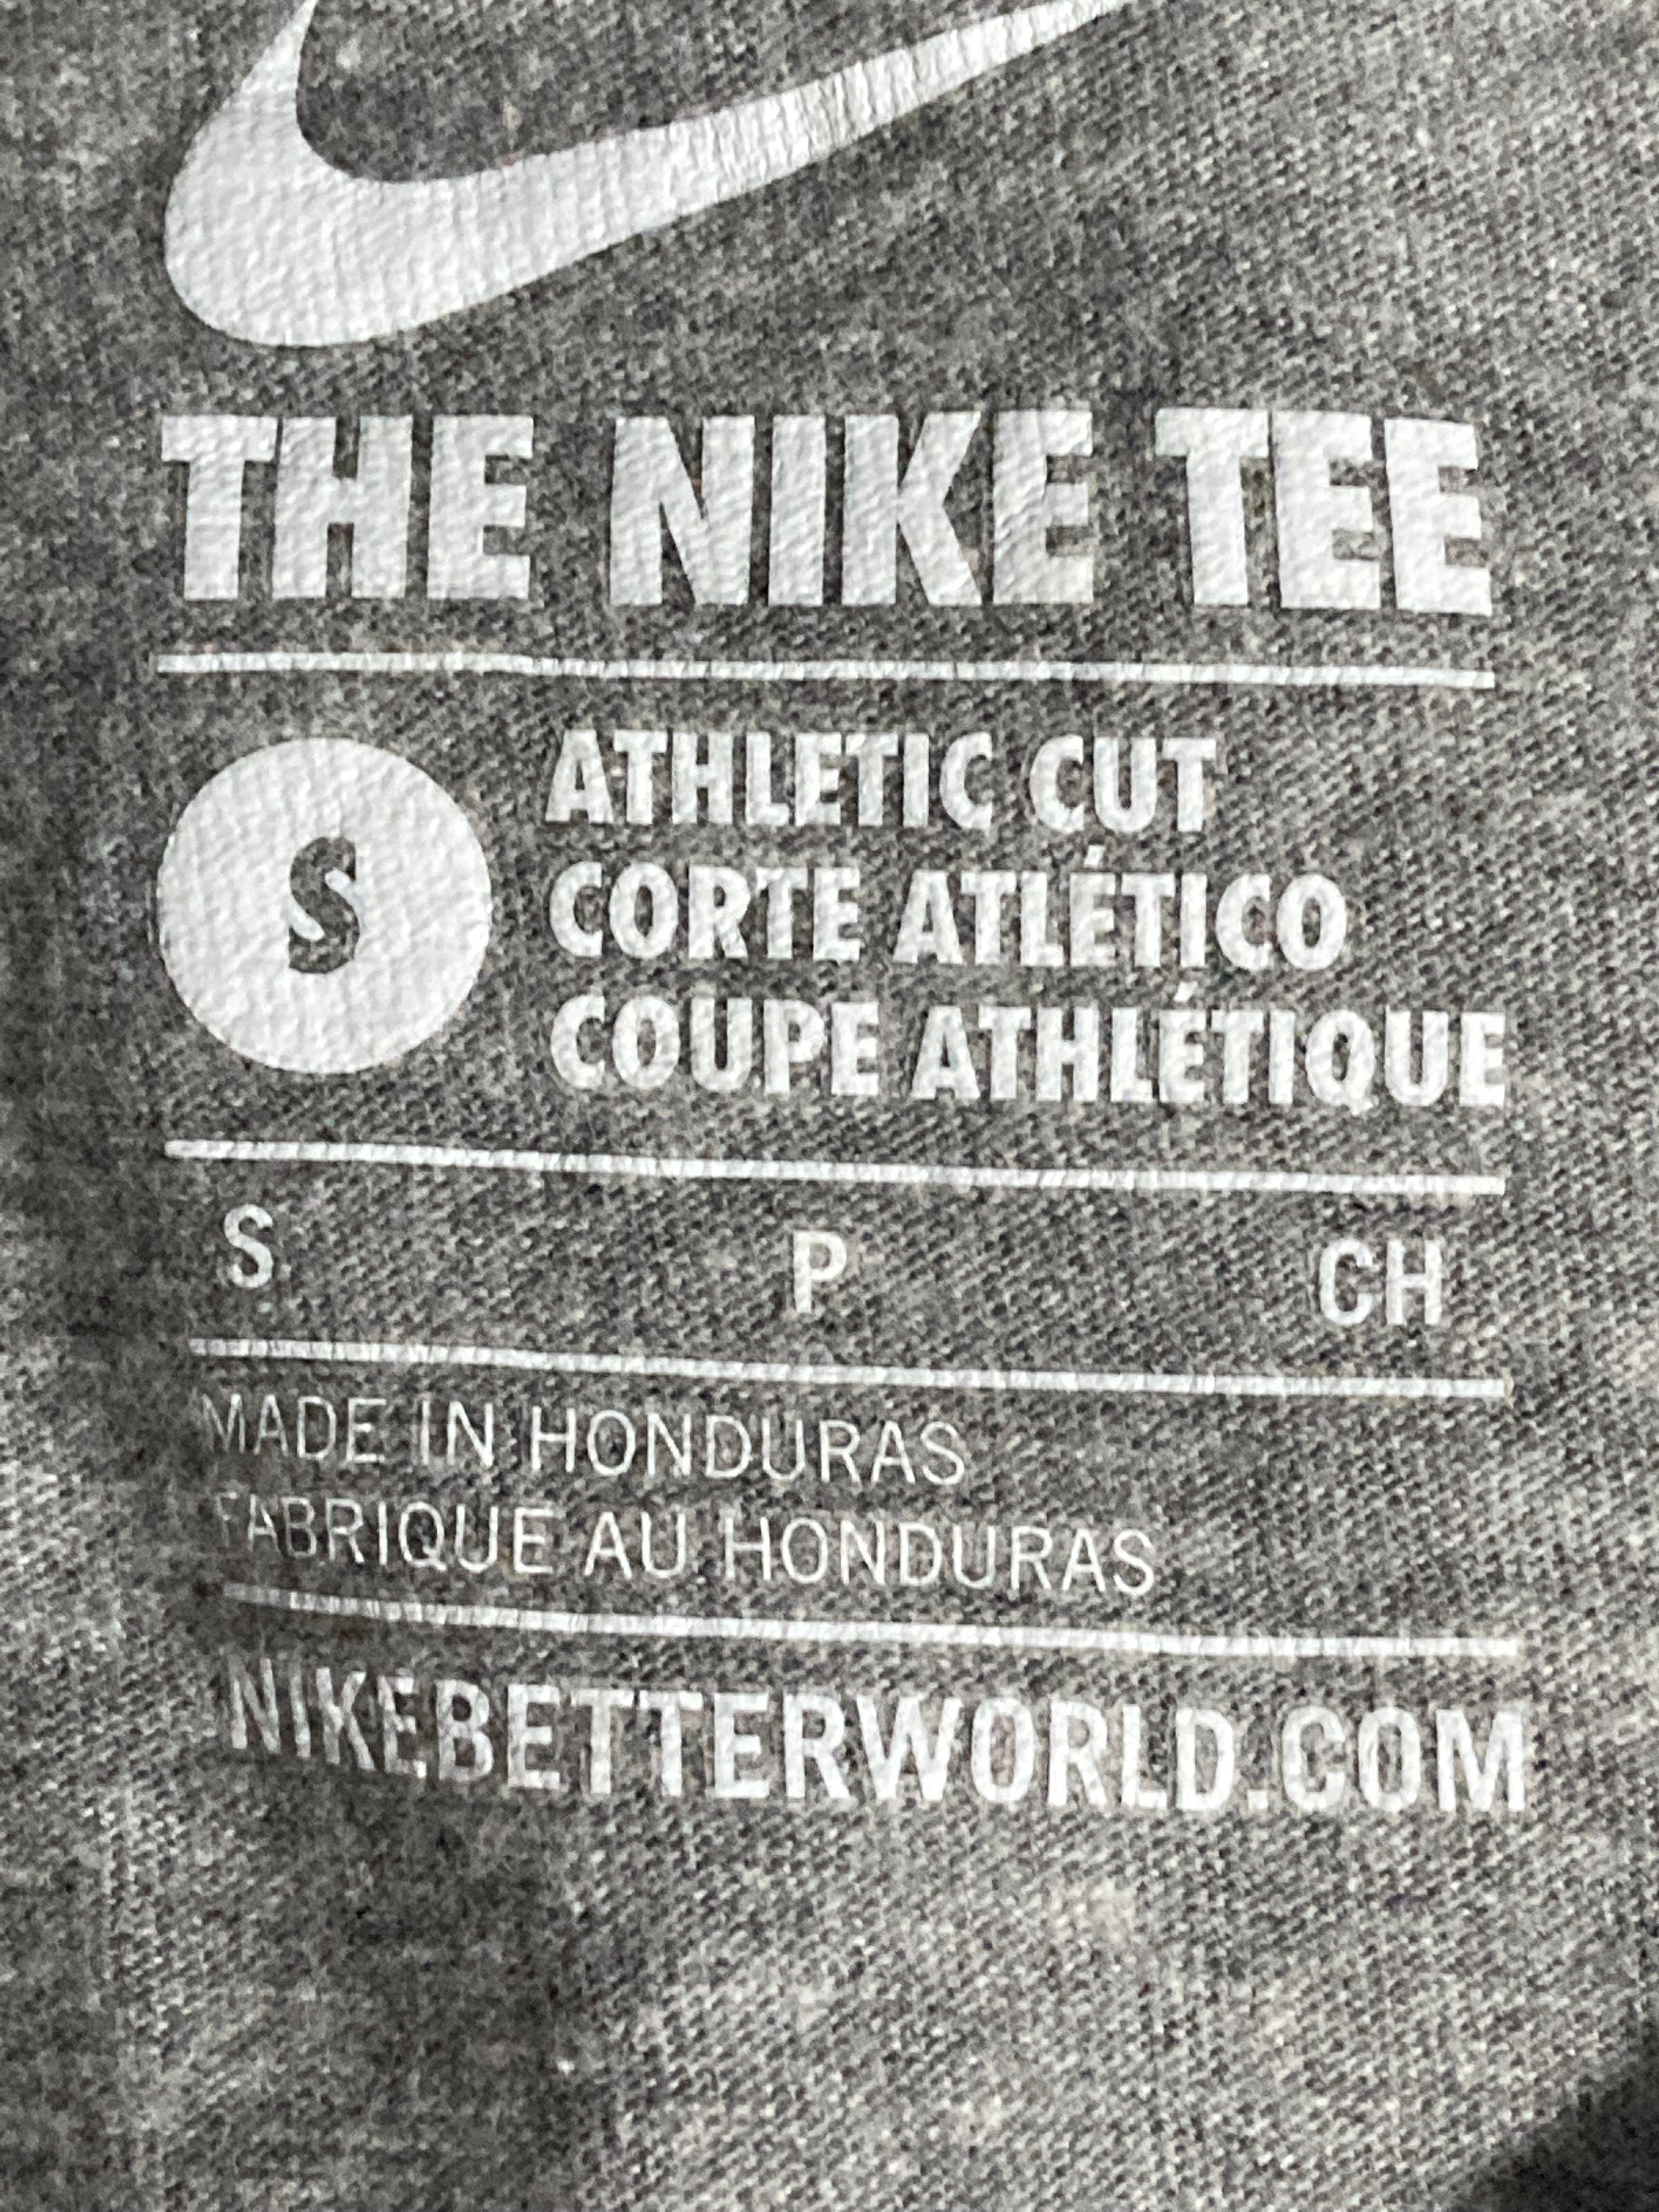 THE NIKE TEE
S
ATHLETIC CUT
CORTE ATLÉTICO
COUPE ATHLÉTIQUE
S P CH
MADE IN HONDURAS
FABRIQUE AU HONDURAS
NIKEBETTERWORLD.COM